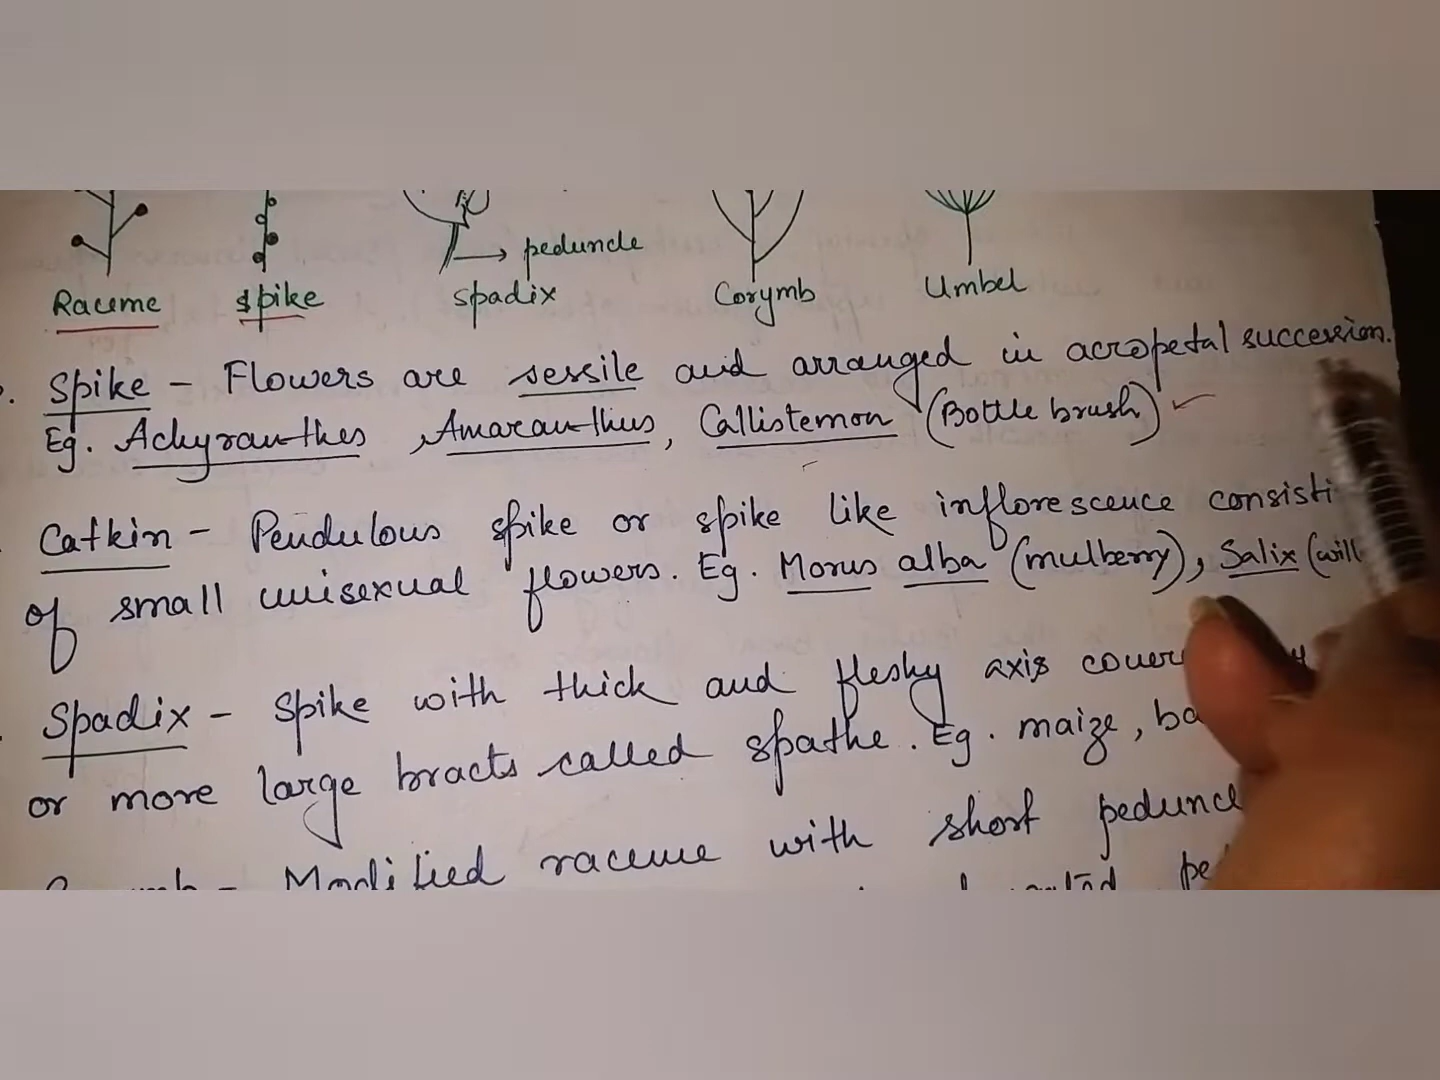 peduncle
Raceme spike spadix Corymb Umbel
Spike - Flowers are sessile and arranged in acropetal succession.
Eg. Achyranthes, Amaranthus, Callistemon (Bottle brush)
Catkin - Pendulous spike or spike like inflorescence consisti
of small unisexual flowers. Eg. Morus alba (mulberry), Salix (will
Spadix - Spike with thick and fleshy axis cover
or more large bracts called spathe. Eg. maize, ba
Modified raceme with short peduncl